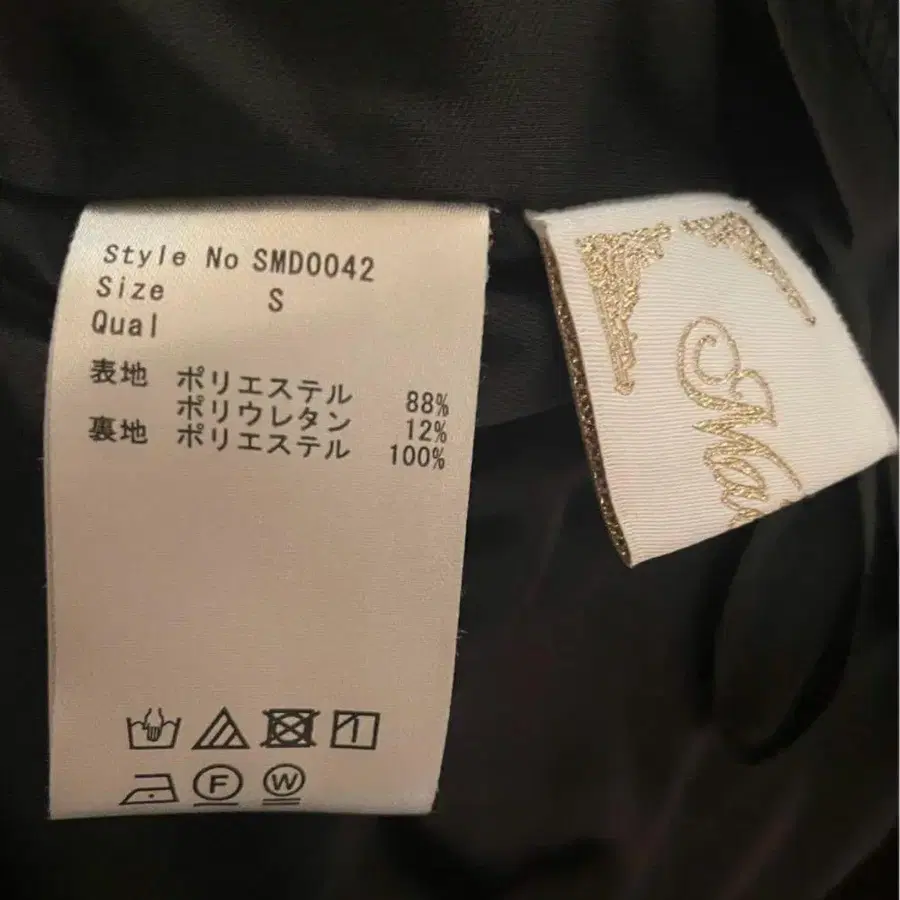 Style No SMD0042
Size S
Qual
表地 ポリエステル 88%
ポリウレタン 12%
裏地 ポリエステル 100%
F
W